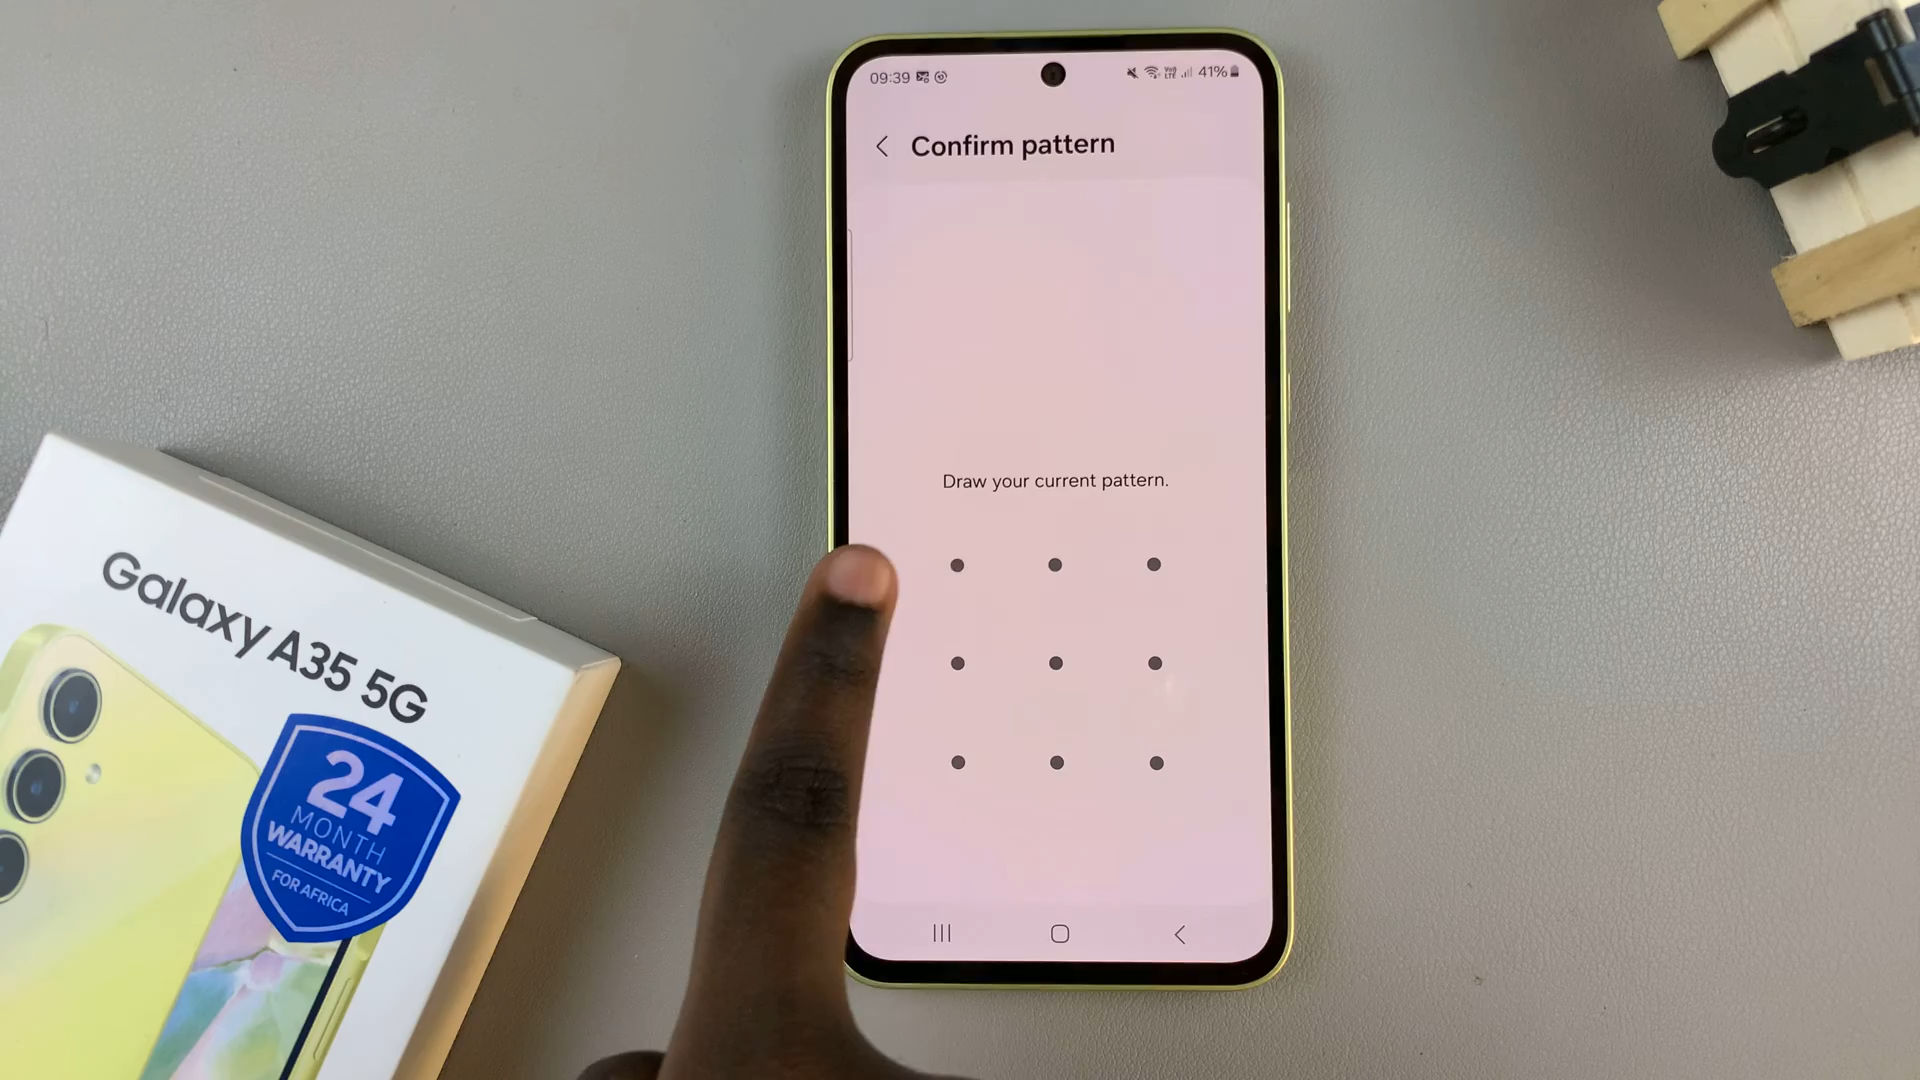 09:39
41%
Confirm pattern
Draw your current pattern.
Galaxy A35 5G
24
MONTH
WARRANTY
FOR AFRICA